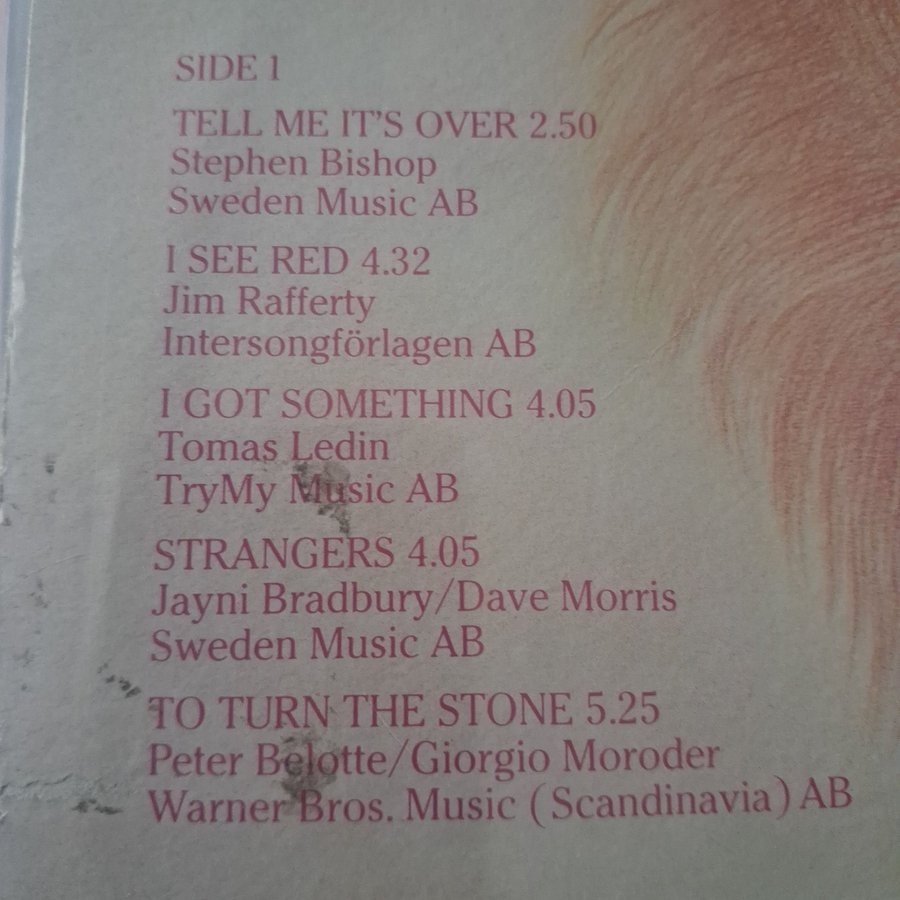 SIDE 1
TELL ME IT'S OVER 2.50
Stephen Bishop
Sweden Music AB
I SEE RED 4.32
Jim Rafferty
Intersongförlagen AB
I GOT SOMETHING 4.05
Tomas Ledin
TryMy Music AB
STRANGERS 4.05
Jayni Bradbury/Dave Morris
Sweden Music AB
TO TURN THE STONE 5.25
Peter Belotte/Giorgio Moroder
Warner Bros. Music (Scandinavia) AB